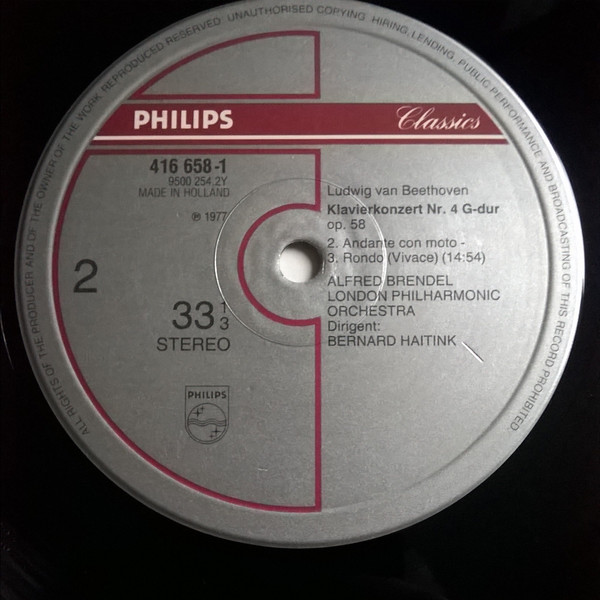 ALL RIGHTS OF THE PRODUCER AND OF THE OWNER OF THE WORK REPRODUCED RESERVED UNAUTHORISED COPYING HIRING, LENDING, PUBLIC PERFORMANCE AND BROADCASTING OF THIS RECORD PROHIBITED.
PHILIPS
Classics
416 658-1
9500 254.2Y
MADE IN HOLLAND
℗ 1977
2
33 1/3
STEREO
PHILIPS
Ludwig van Beethoven
Klavierkonzert Nr. 4 G-dur
op. 58
2. Andante con moto -
3. Rondo (Vivace) (14:54)
ALFRED BRENDEL
LONDON PHILHARMONIC
ORCHESTRA
Dirigent:
BERNARD HAITINK